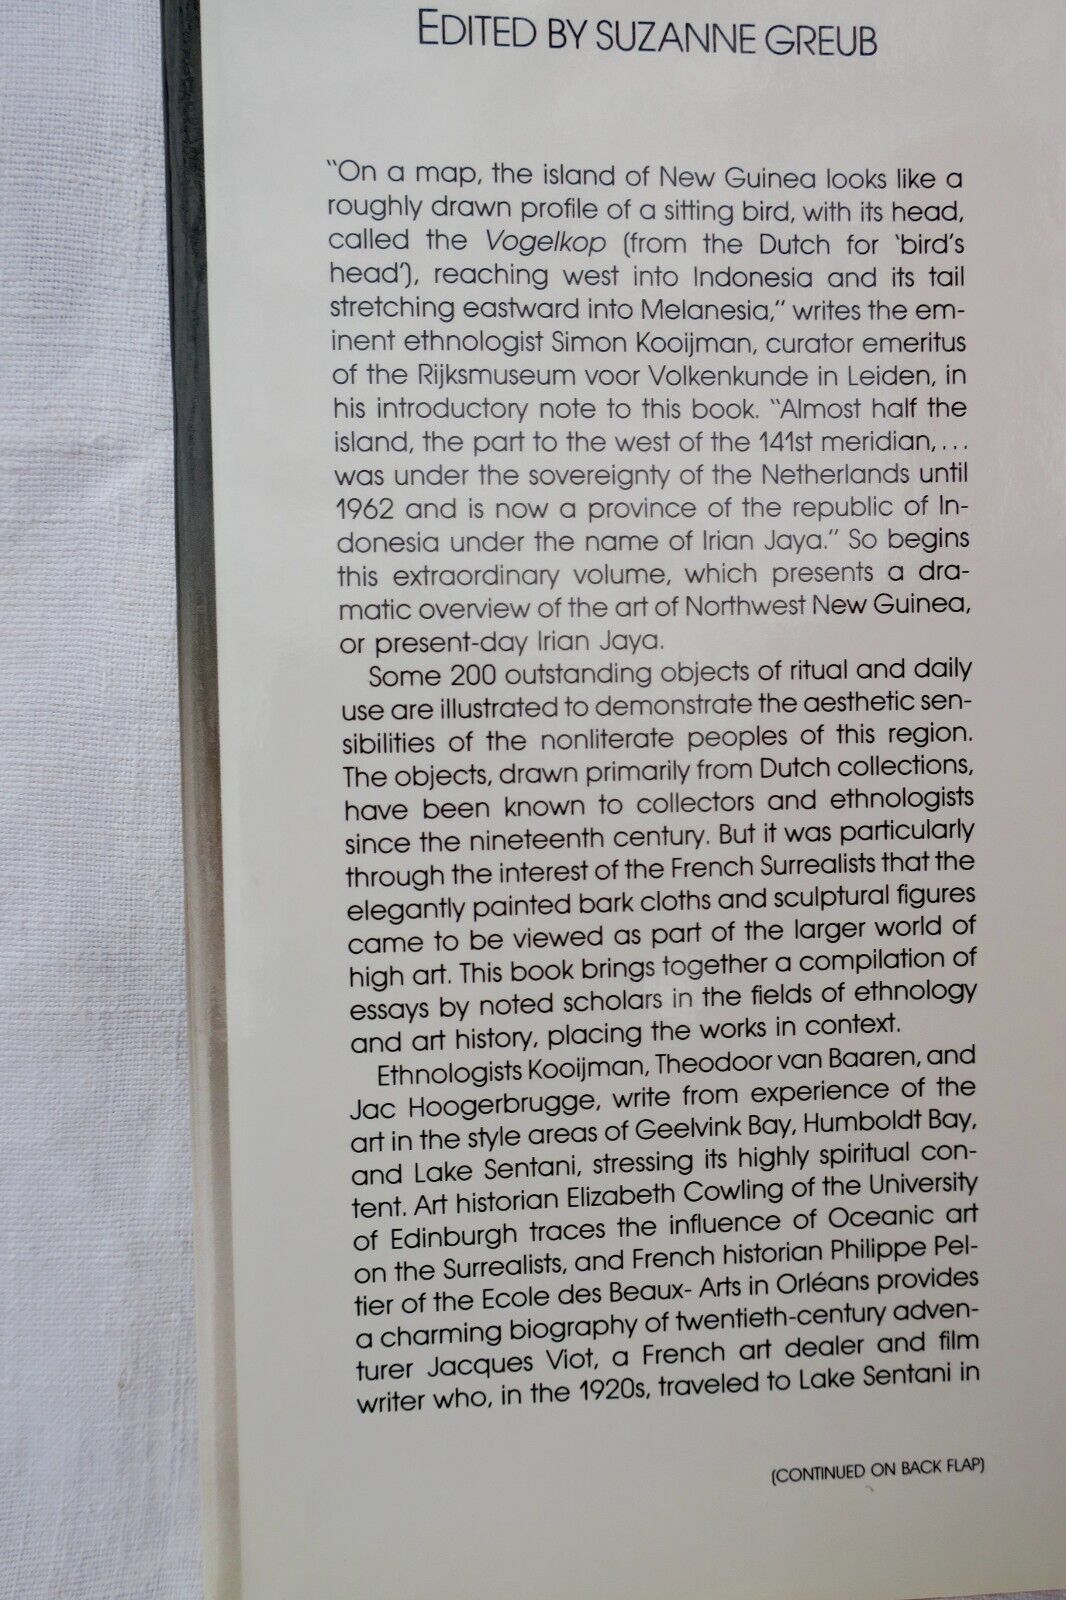 EDITED BY SUZANNE GREUB
"On a map, the island of New Guinea looks like a
roughly drawn profile of a sitting bird, with its head,
called the Vogelkop (from the Dutch for 'bird's
head'), reaching west into Indonesia and its tail
stretching eastward into Melanesia," writes the em-
inent ethnologist Simon Kooijman, curator emeritus
of the Rijksmuseum voor Volkenkunde in Leiden, in
his introductory note to this book. "Almost half the
island, the part to the west of the 141st meridian,...
was under the sovereignty of the Netherlands until
1962 and is now a province of the republic of In-
donesia under the name of Irian Jaya." So begins
this extraordinary volume, which presents a dra-
matic overview of the art of Northwest New Guinea,
or present-day Irian Jaya.
Some 200 outstanding objects of ritual and daily
use are illustrated to demonstrate the aesthetic sen-
sibilities of the nonliterate peoples of this region.
The objects, drawn primarily from Dutch collections,
have been known to collectors and ethnologists
since the nineteenth century. But it was particularly
through the interest of the French Surrealists that the
elegantly painted bark cloths and sculptural figures
came to be viewed as part of the larger world of
high art. This book brings together a compilation of
essays by noted scholars in the fields of ethnology
and art history, placing the works in context.
Ethnologists Kooijman, Theodoor van Baaren, and
Jac Hoogerbrugge, write from experience of the
art in the style areas of Geelvink Bay, Humboldt Bay,
and Lake Sentani, stressing its highly spiritual con-
tent. Art historian Elizabeth Cowling of the University
of Edinburgh traces the influence of Oceanic art
on the Surrealists, and French historian Philippe Pel-
tier of the Ecole des Beaux- Arts in Orléans provides
a charming biography of twentieth-century adven-
turer Jacques Viot, a French art dealer and film
writer who, in the 1920s, traveled to Lake Sentani in
(CONTINUED ON BACK FLAP)